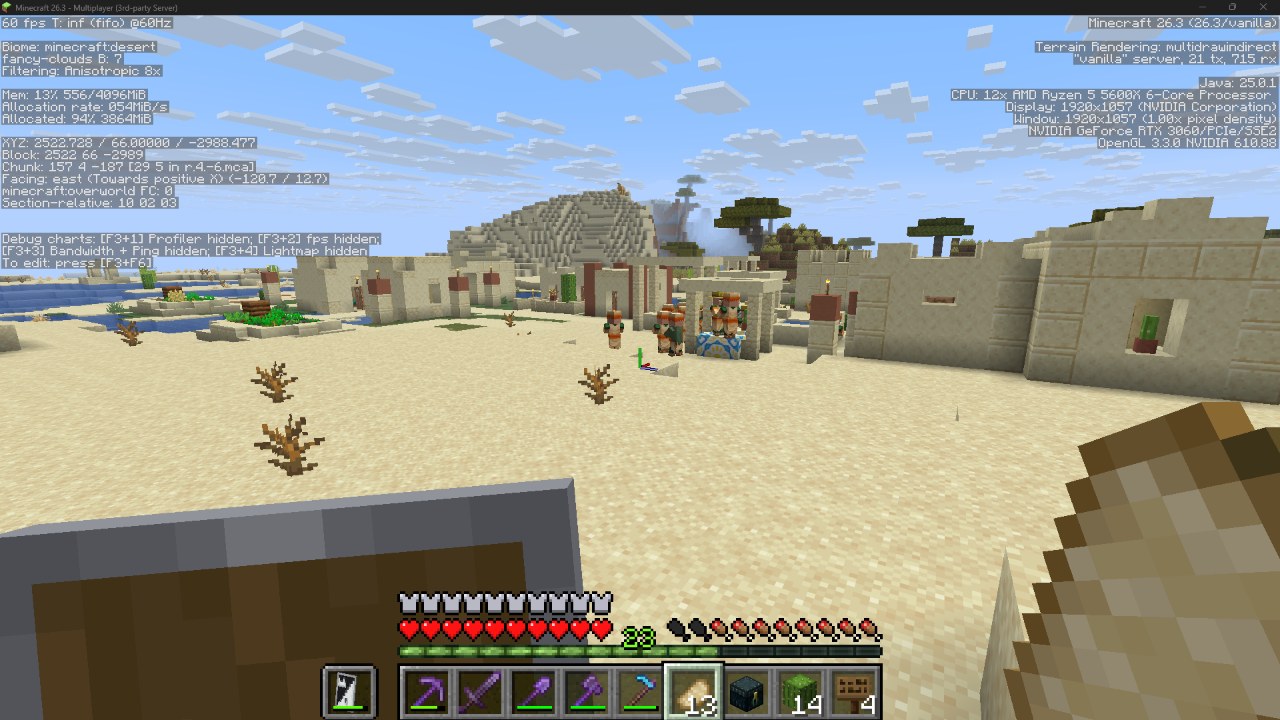 Minecraft 26.3 - Multiplayer (3rd-party Server)
60 fps T: inf (fifo) @60Hz
Biome: minecraft:desert
fancy-clouds B: 7
Filtering: Anisotropic 8x
Mem: 13% 556/4096MiB
Allocation rate: 054MiB/s
Allocated: 94% 3864MiB
XYZ: 2522.728 / 66.00000 / -2988.477
Block: 2522 66 -2989
Chunk: 157 4 -187 [29 5 in r.4.-6.mca]
Facing: east (Towards positive X) (-120.7 / 12.7)
minecraft:overworld FC: 0
Section-relative: 10 02 03
Debug charts: [F3+1] Profiler hidden; [F3+2] fps hidden;
[F3+3] Bandwidth + Ping hidden; [F3+4] Lightmap hidden
To edit: press [F3+F6]
Minecraft 26.3 (26.3/vanilla)
Terrain Rendering: multidrawindirect
"vanilla" server, 21 tx, 715 rx
Java: 25.0.1
CPU: 12x AMD Ryzen 5 5600X 6-Core Processor
Display: 1920x1057 (NVIDIA Corporation)
Window: 1920x1057 (1.00x pixel density)
NVIDIA GeForce RTX 3060/PCIe/SSE2
OpenGL 3.3.0 NVIDIA 610.88
29
13
14
4